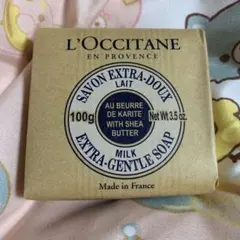 L'OCCITANE
EN PROVENCE
SAVON EXTRA-DOUX
LAIT
100g
AU BEURRE
DE KARITE
WITH SHEA
BUTTER
Net Wt 3.5 oz.
MILK
EXTRA-GENTLE SOAP
Made in France